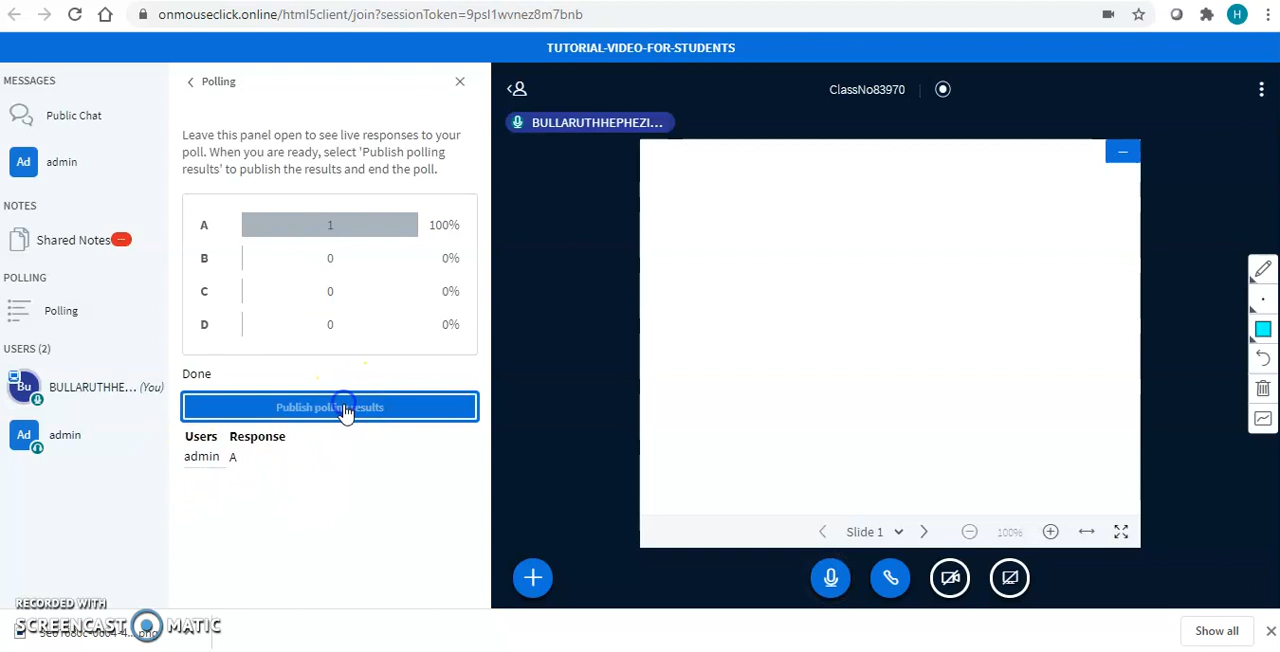 onmouseclick.online/html5client/join?sessionToken=9psl1wvnez8m7bnb
H
TUTORIAL-VIDEO-FOR-STUDENTS
MESSAGES
Public Chat
Ad admin
NOTES
Shared Notes
POLLING
Polling
USERS (2)
Bu BULLARUTHHE... (You)
Ad admin
Polling
Leave this panel open to see live responses to your
poll. When you are ready, select 'Publish polling
results' to publish the results and end the poll.
A 1 100%
B 0 0%
C 0 0%
D 0 0%
Done
Publish polling results
Users Response
admin A
ClassNo83970
BULLARUTHHEPHEZI...
Slide 1
100%
RECORDED WITH
SCREENCAST MATIC
Show all